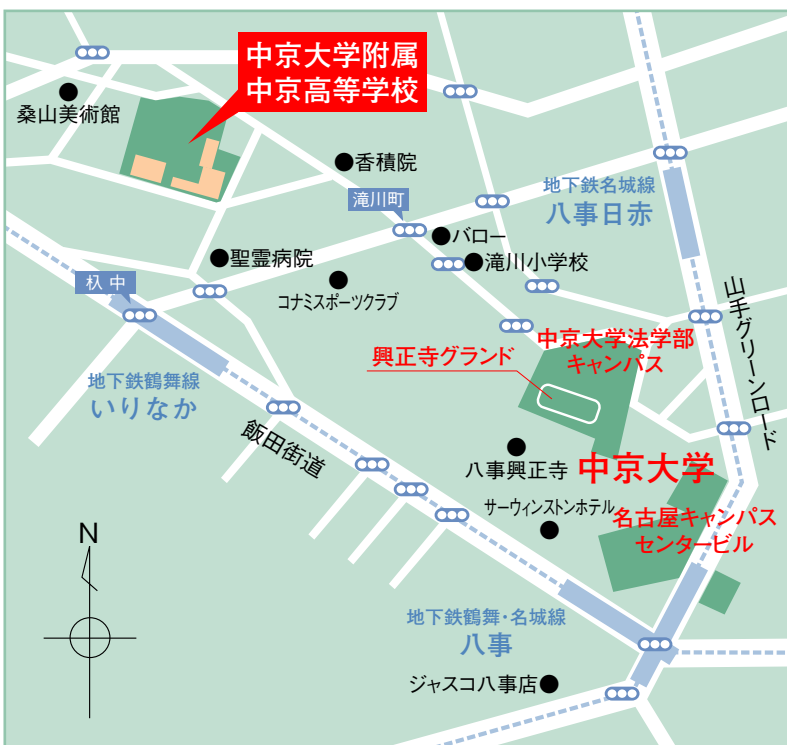 中京大学附属
中京高等学校
桑山美術館
香積院
滝川町
地下鉄名城線
八事日赤
バロー
滝川小学校
聖霊病院
コナミスポーツクラブ
杁中
山手グリーンロード
中京大学法学部
キャンパス
興正寺グランド
地下鉄鶴舞線
いりなか
飯田街道
八事興正寺
中京大学
サーウィンストンホテル
名古屋キャンパス
センタービル
N
地下鉄鶴舞・名城線
八事
ジャスコ八事店